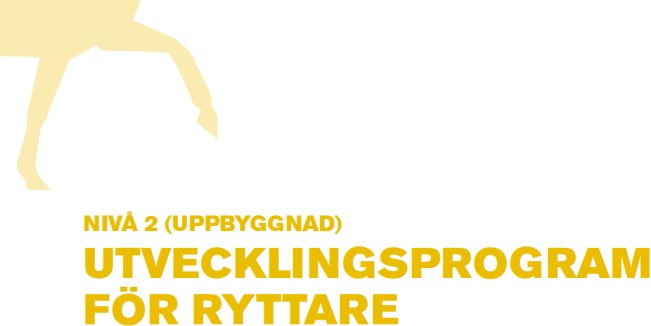 NIVÅ 2 (UPPBYGGNAD)
UTVECKLINGSPROGRAM
FÖR RYTTARE